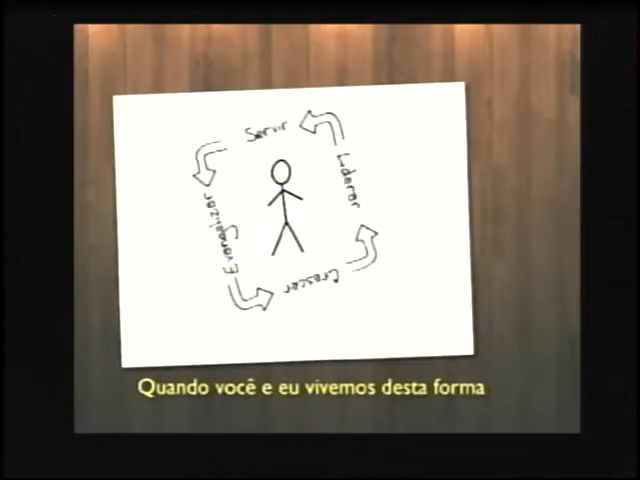 Servir
Liderar
Evangelizar
Crescer
Quando você e eu vivemos desta forma